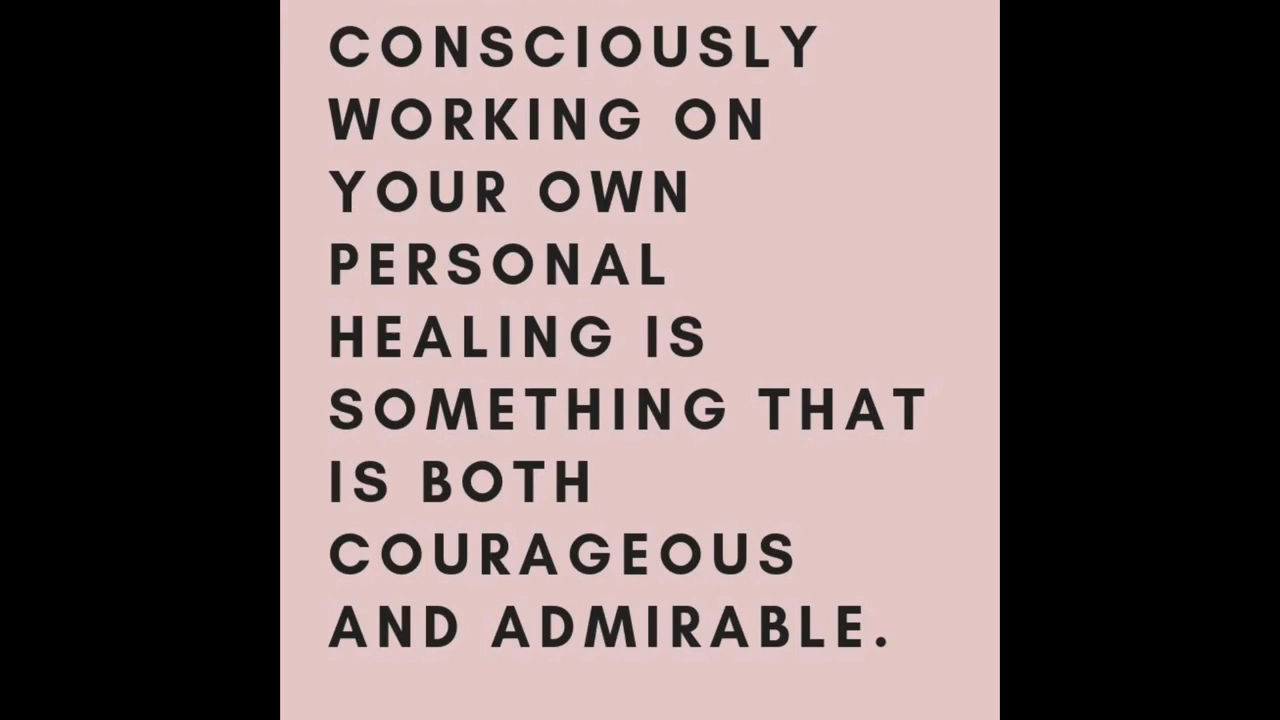 CONSCIOUSLY
WORKING ON
YOUR OWN
PERSONAL
HEALING IS
SOMETHING THAT
IS BOTH
COURAGEOUS
AND ADMIRABLE.